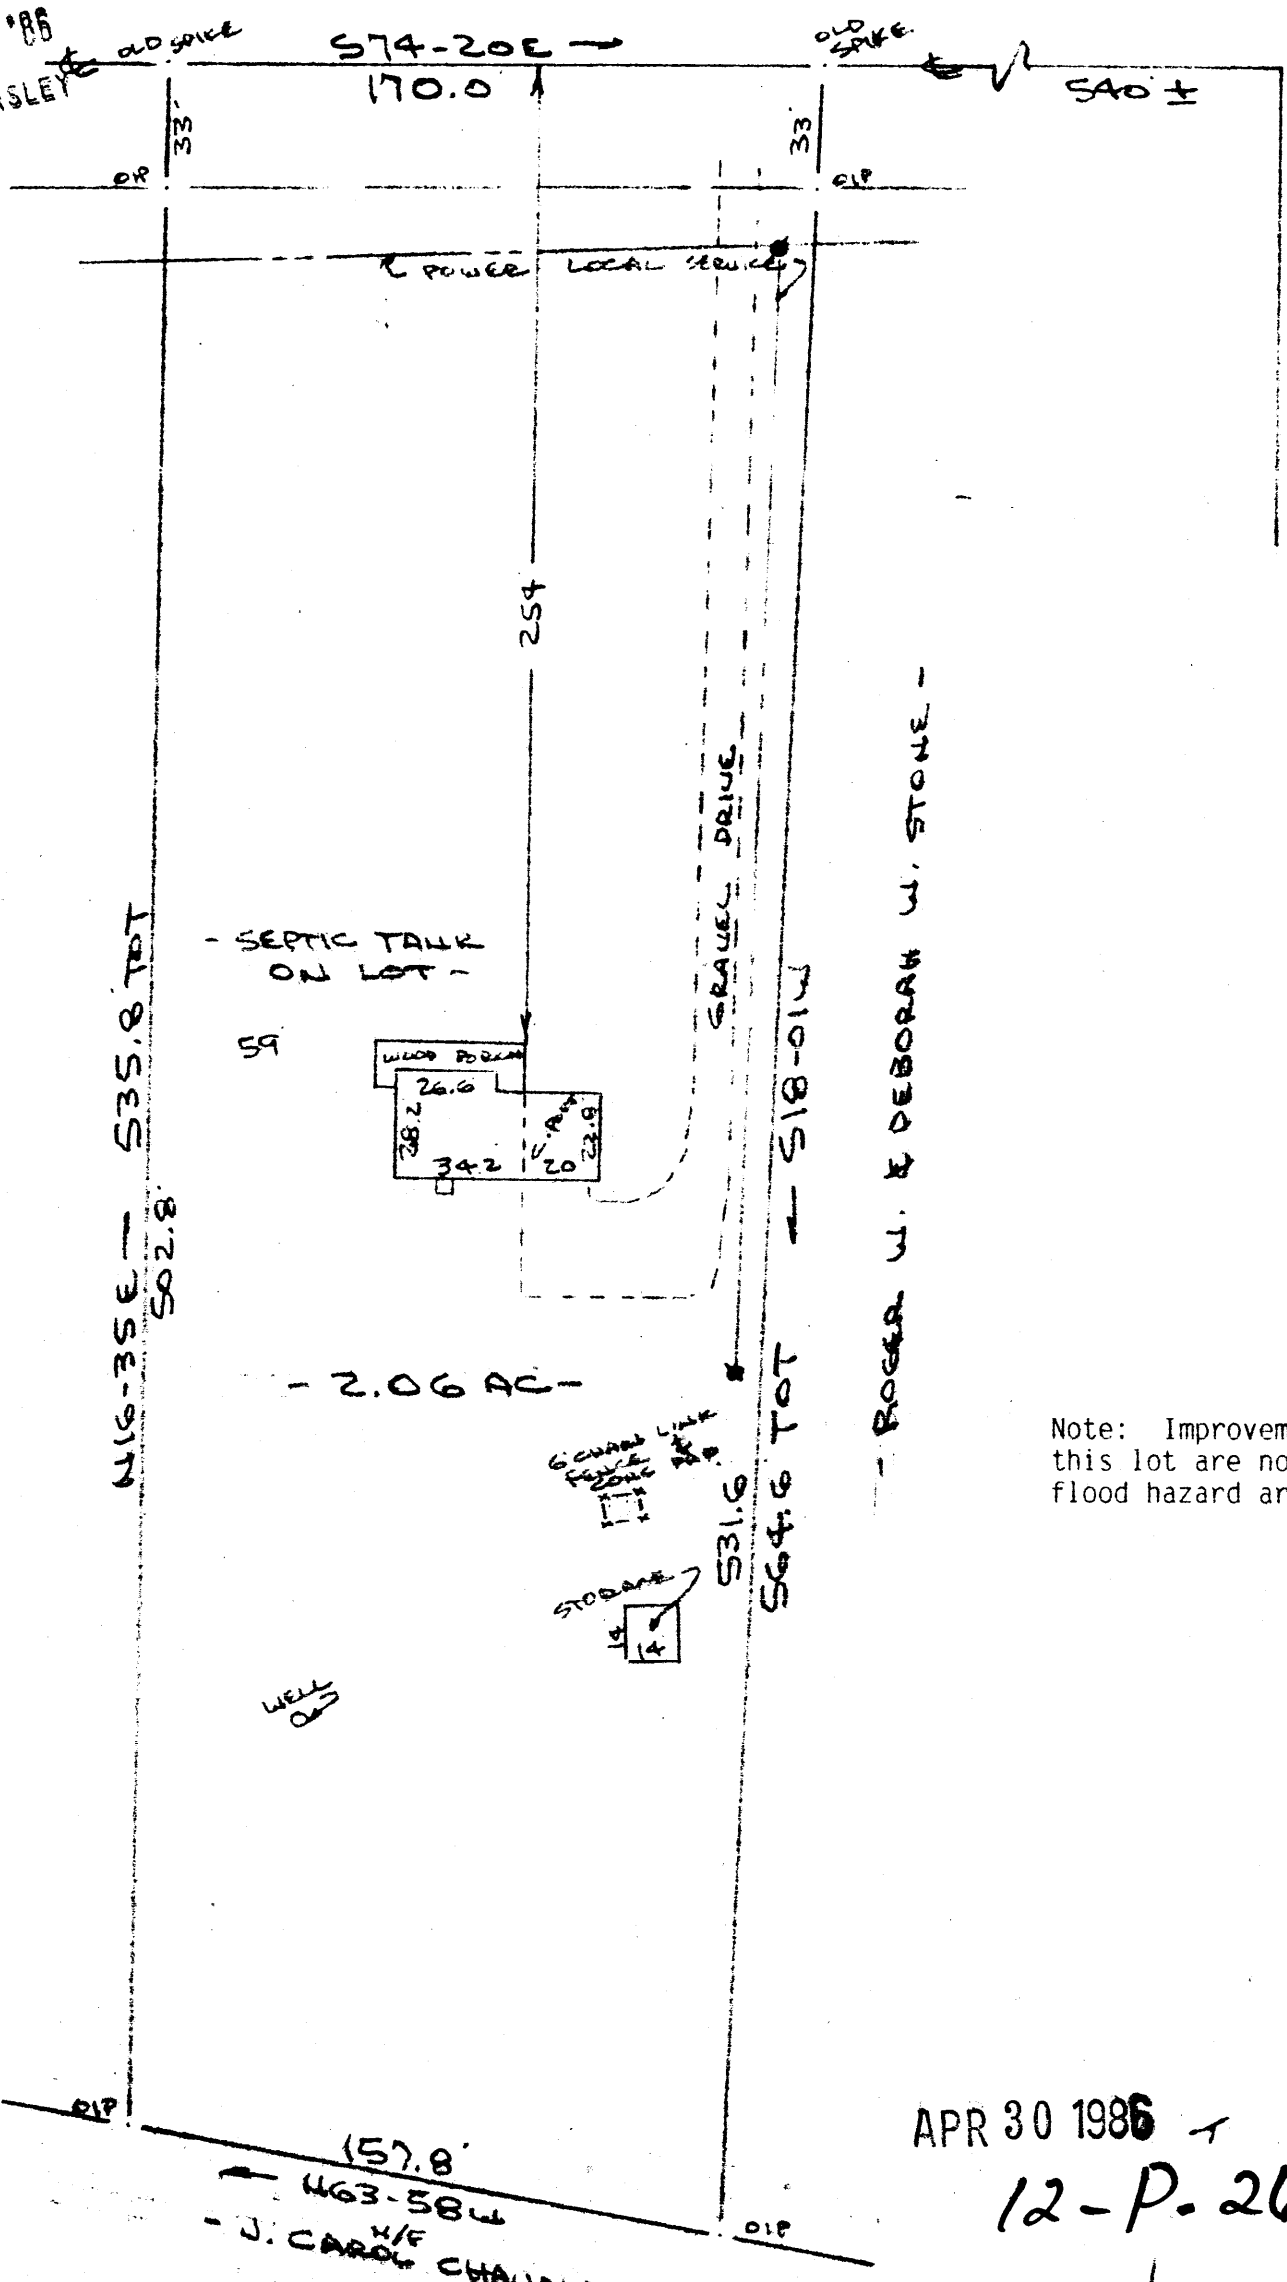 '86
OLD SPIKE
S74-20E
170.0
OLD SPIKE
540' ±
33'
33'
OIP
OIP
POWER
LOCAL SERVICE
254
GRAVEL DRIVE
- SEPTIC TANK
ON LOT -
59
WOOD
26.6
28.2
34.2
20
22.8
N16-35E — 535.8' TOT
502.8'
S18-01W
564.6 TOT
531.6
- ROGER W. & DEBORAH W. STONE -
- 2.06 AC -
6' CHAIN LINK
FENCE &
CONC PAD
STORAGE
14
14
WELL
Note: Improvem
this lot are no
flood hazard ar
OIP
157.8'
N63-58W
N/F
- J. CAROL
OIP
APR 30 1986
12-P-26